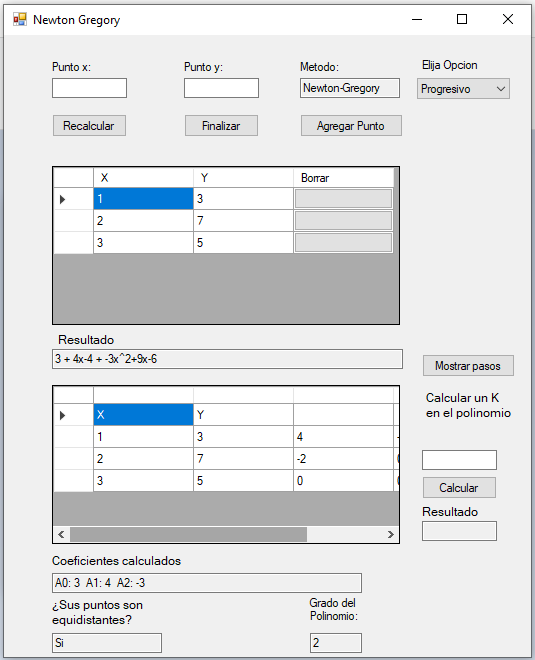 Newton Gregory
Punto x:
Punto y:
Metodo:
Elija Opcion
Newton-Gregory
Progresivo
Recalcular
Finalizar
Agregar Punto
X Y Borrar
1 3
2 7
3 5
Resultado
3 + 4x-4 + -3x^2+9x-6
Mostrar pasos
Calcular un K
en el polinomio
X Y
1 3 4
2 7 -2
3 5 0
Calcular
Resultado
Coeficientes calculados
A0: 3 A1: 4 A2: -3
¿Sus puntos son
equidistantes?
Si
Grado del
Polinomio:
2